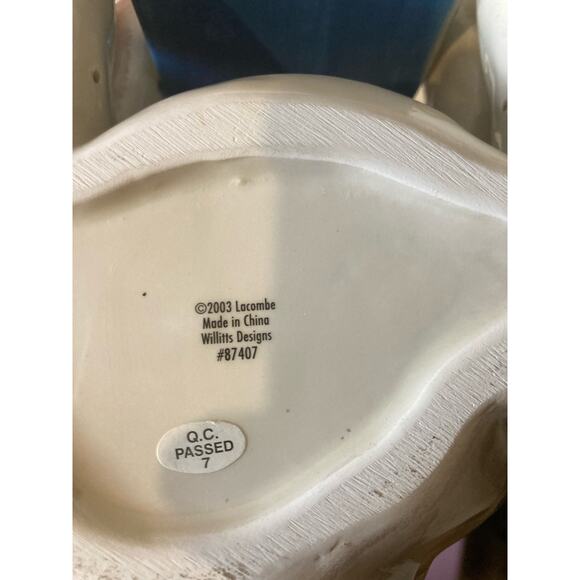 ©2003 Lacombe
Made in China
Willitts Designs
#87407
Q.C.
PASSED
7